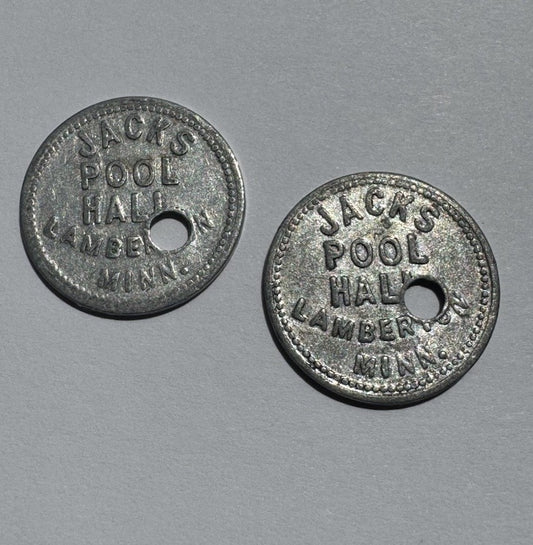 JACKS
POOL
HALL
LAMBERTON
MINN.
JACKS
POOL
HALL
LAMBERTON
MINN.